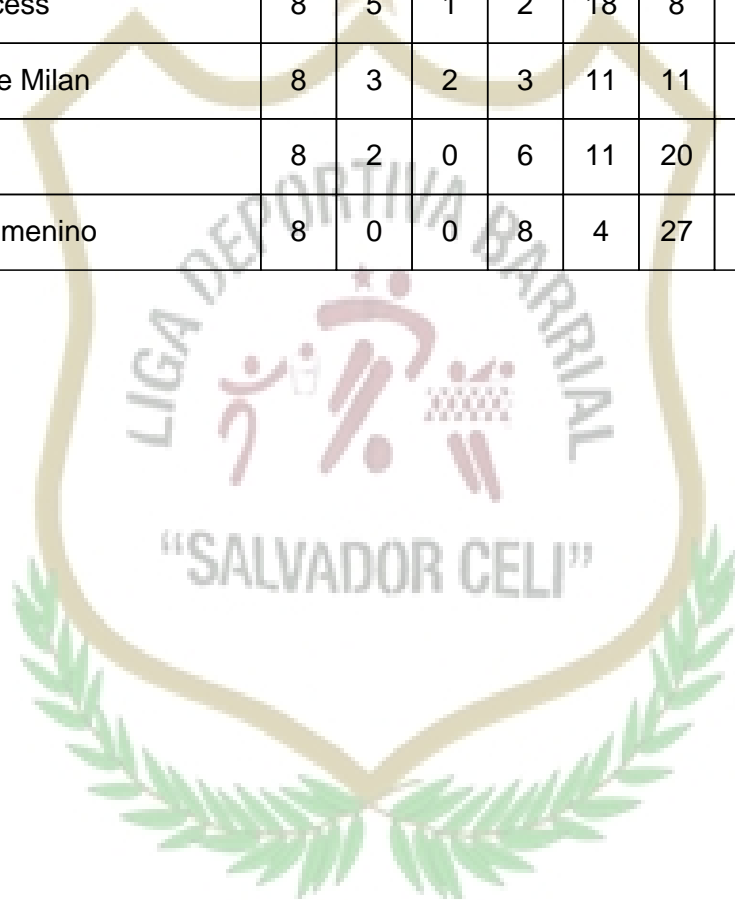 cess 8 5 1 2 18 8
e Milan 8 3 2 3 11 11
8 2 0 6 11 20
menino 8 0 0 8 4 27
LIGA DEPORTIVA BARRIAL
“SALVADOR CELI”